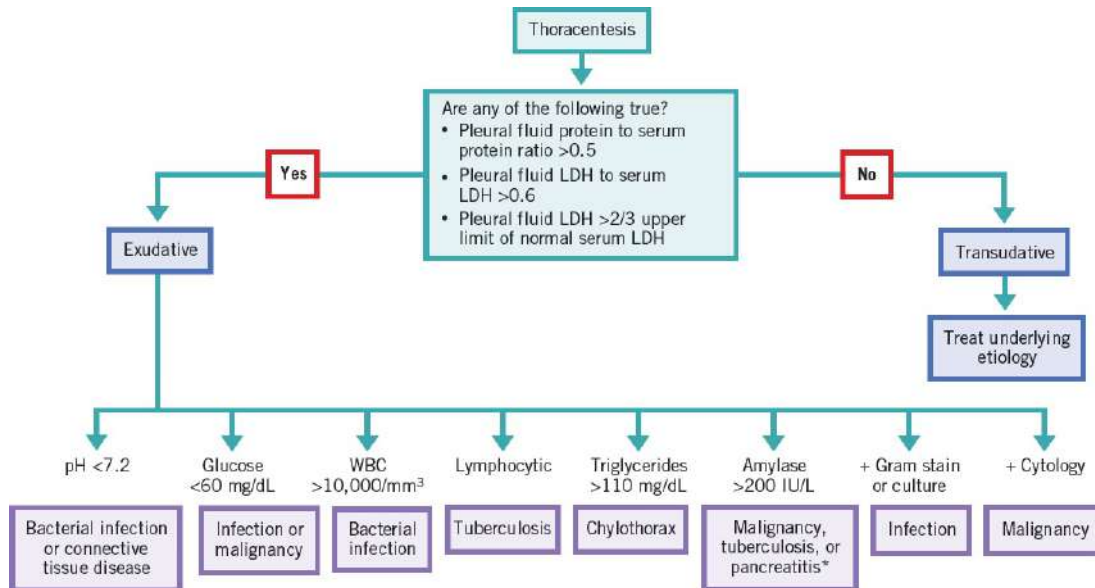 Thoracentesis
Are any of the following true?
• Pleural fluid protein to serum
protein ratio >0.5
• Pleural fluid LDH to serum
LDH >0.6
• Pleural fluid LDH >2/3 upper
limit of normal serum LDH
Yes
No
Exudative
Transudative
Treat underlying
etiology
pH <7.2
Bacterial infection
or connective
tissue disease
Glucose
<60 mg/dL
Infection or
malignancy
WBC
>10,000/mm³
Bacterial
infection
Lymphocytic
Tuberculosis
Triglycerides
>110 mg/dL
Chylothorax
Amylase
>200 IU/L
Malignancy,
tuberculosis, or
pancreatitis*
+ Gram stain
or culture
Infection
+ Cytology
Malignancy